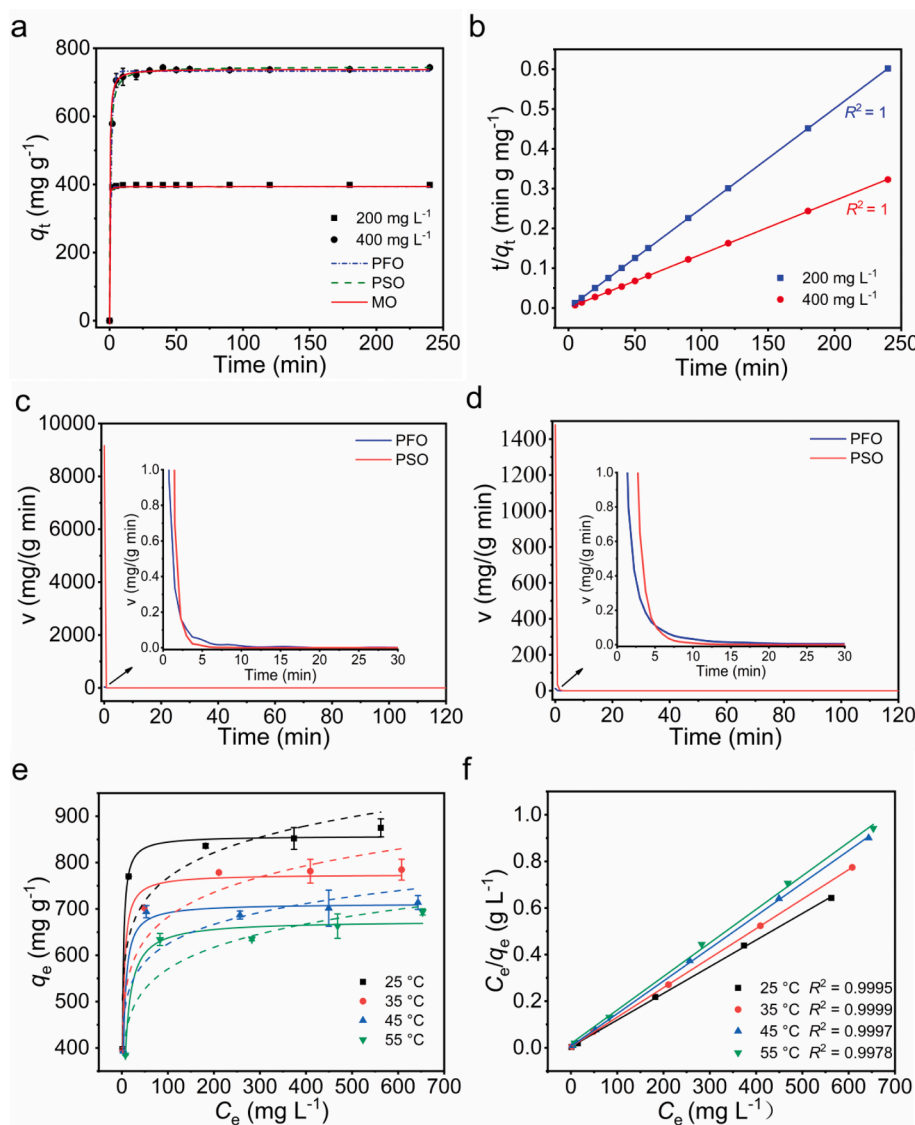 a
800
600
400
200
0
qt (mg g-1)
200 mg L-1
400 mg L-1
PFO
PSO
MO
0 50 100 150 200 250
Time (min)
b
0.6
0.5
0.4
0.3
0.2
0.1
0.0
t/qt (min g mg-1)
R2 = 1
R2 = 1
200 mg L-1
400 mg L-1
0 50 100 150 200 250
Time (min)
c
10000
8000
6000
4000
2000
0
v (mg/(g min)
PFO
PSO
1.0
0.8
0.6
0.4
0.2
0.0
v (mg/(g min)
0 5 10 15 20 25 30
Time (min)
0 20 40 60 80 100 120
Time (min)
d
1400
1200
1000
800
600
400
200
0
v (mg/(g min)
PFO
PSO
1.0
0.8
0.6
0.4
0.2
0.0
v (mg/(g min)
0 5 10 15 20 25 30
Time (min)
0 20 40 60 80 100 120
Time (min)
e
900
800
700
600
500
400
qe (mg g-1)
25 °C
35 °C
45 °C
55 °C
0 100 200 300 400 500 600 700
Ce (mg L-1)
f
1.0
0.8
0.6
0.4
0.2
0.0
Ce/qe (g L-1)
25 °C R2 = 0.9995
35 °C R2 = 0.9999
45 °C R2 = 0.9997
55 °C R2 = 0.9978
0 100 200 300 400 500 600 700
Ce (mg L-1）